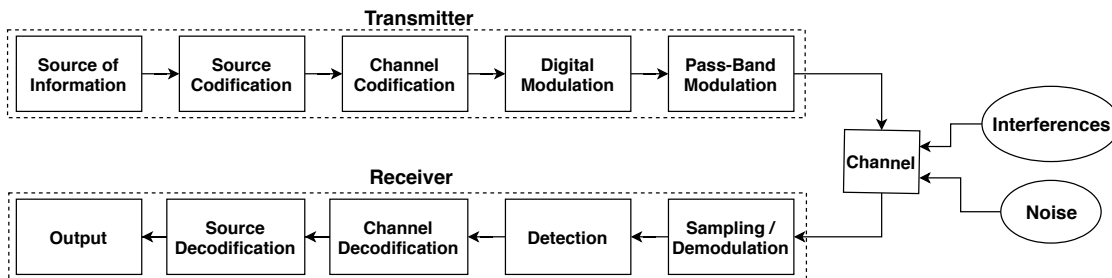 Transmitter
Source of
Information
Source
Codification
Channel
Codification
Digital
Modulation
Pass-Band
Modulation
Interferences
Channel
Noise
Receiver
Output
Source
Decodification
Channel
Decodification
Detection
Sampling /
Demodulation